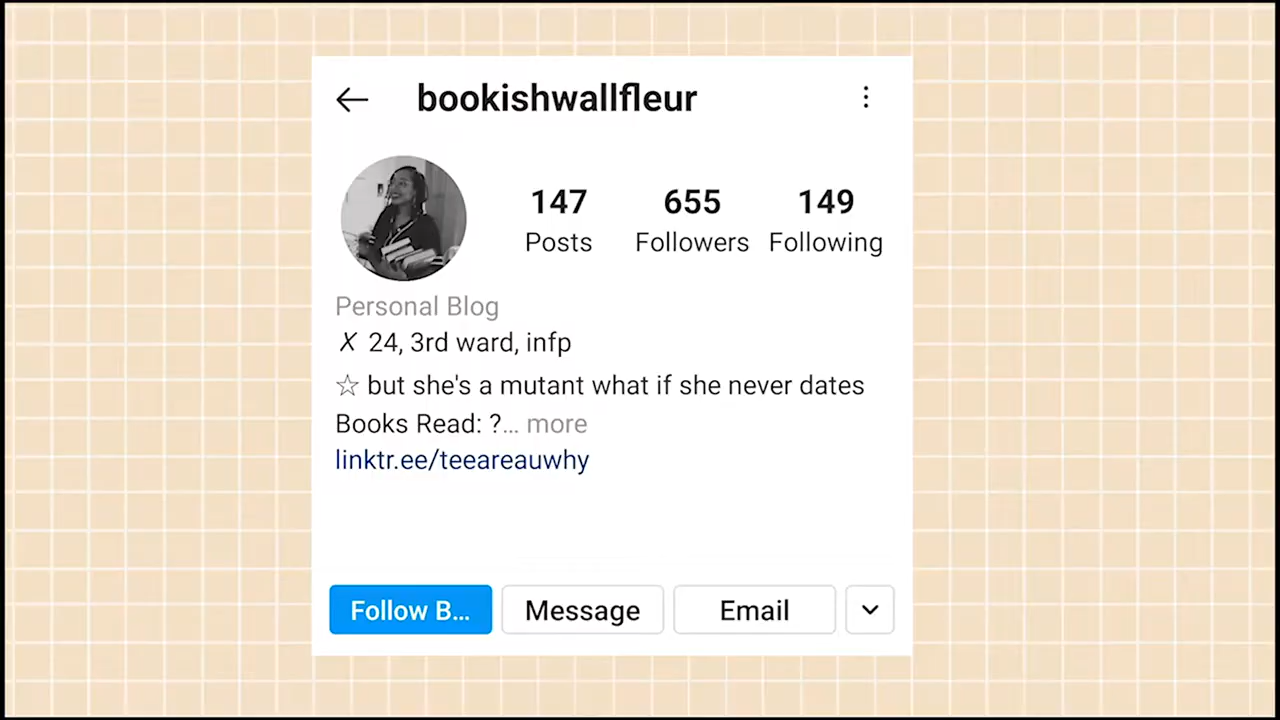 bookishwallfleur
147 655 149
Posts Followers Following
Personal Blog
X 24, 3rd ward, infp
☆ but she's a mutant what if she never dates
Books Read: ?... more
linktr.ee/teeareauwhy
Follow B... Message Email